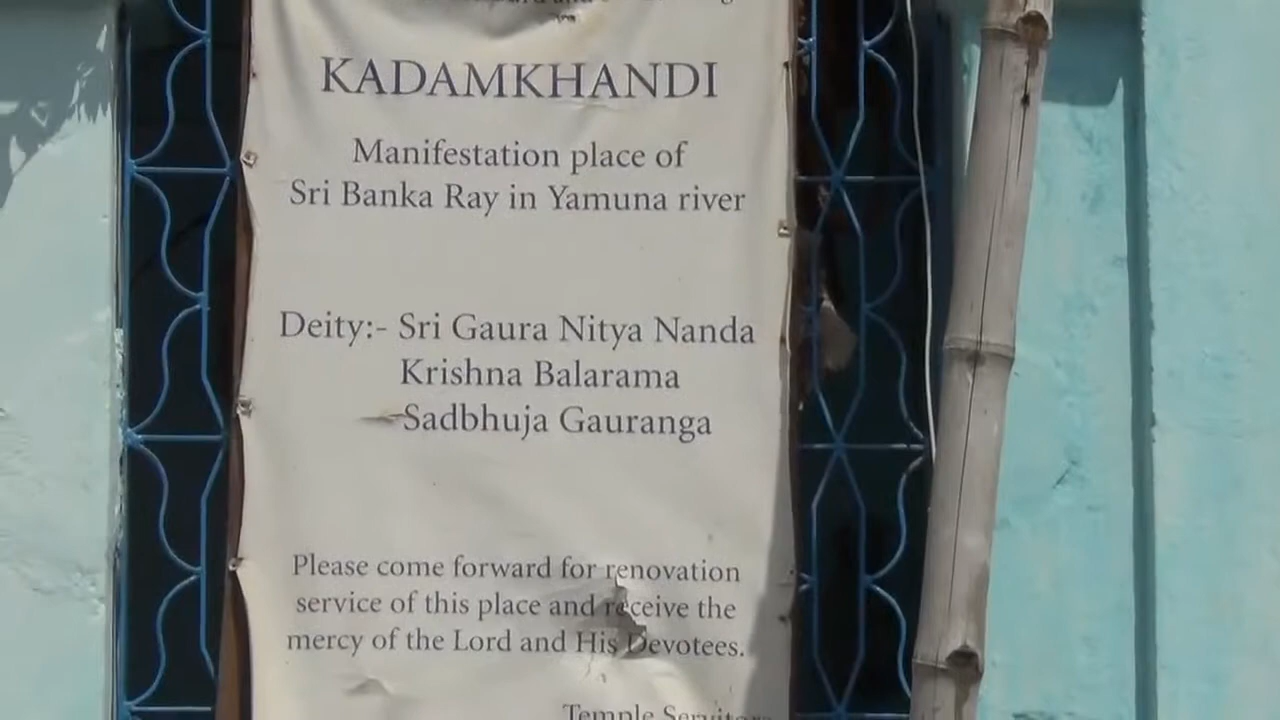 KADAMKHANDI
Manifestation place of
Sri Banka Ray in Yamuna river
Deity:- Sri Gaura Nitya Nanda
Krishna Balarama
Sadbhuja Gauranga
Please come forward for renovation
service of this place and receive the
mercy of the Lord and His Devotees.
Temple